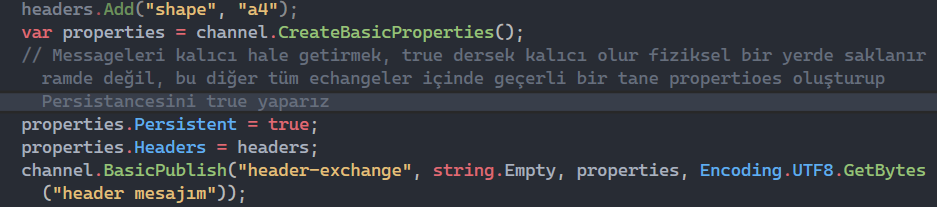 headers.Add("shape", "a4");
var properties = channel.CreateBasicProperties();
// Messageleri kalıcı hale getirmek, true dersek kalıcı olur fiziksel bir yerde saklanır
ramde değil, bu diğer tüm echangeler içinde geçerli bir tane propertioes oluşturup
Persistancesini true yaparız
properties.Persistent = true;
properties.Headers = headers;
channel.BasicPublish("header-exchange", string.Empty, properties, Encoding.UTF8.GetBytes
("header mesajım"));